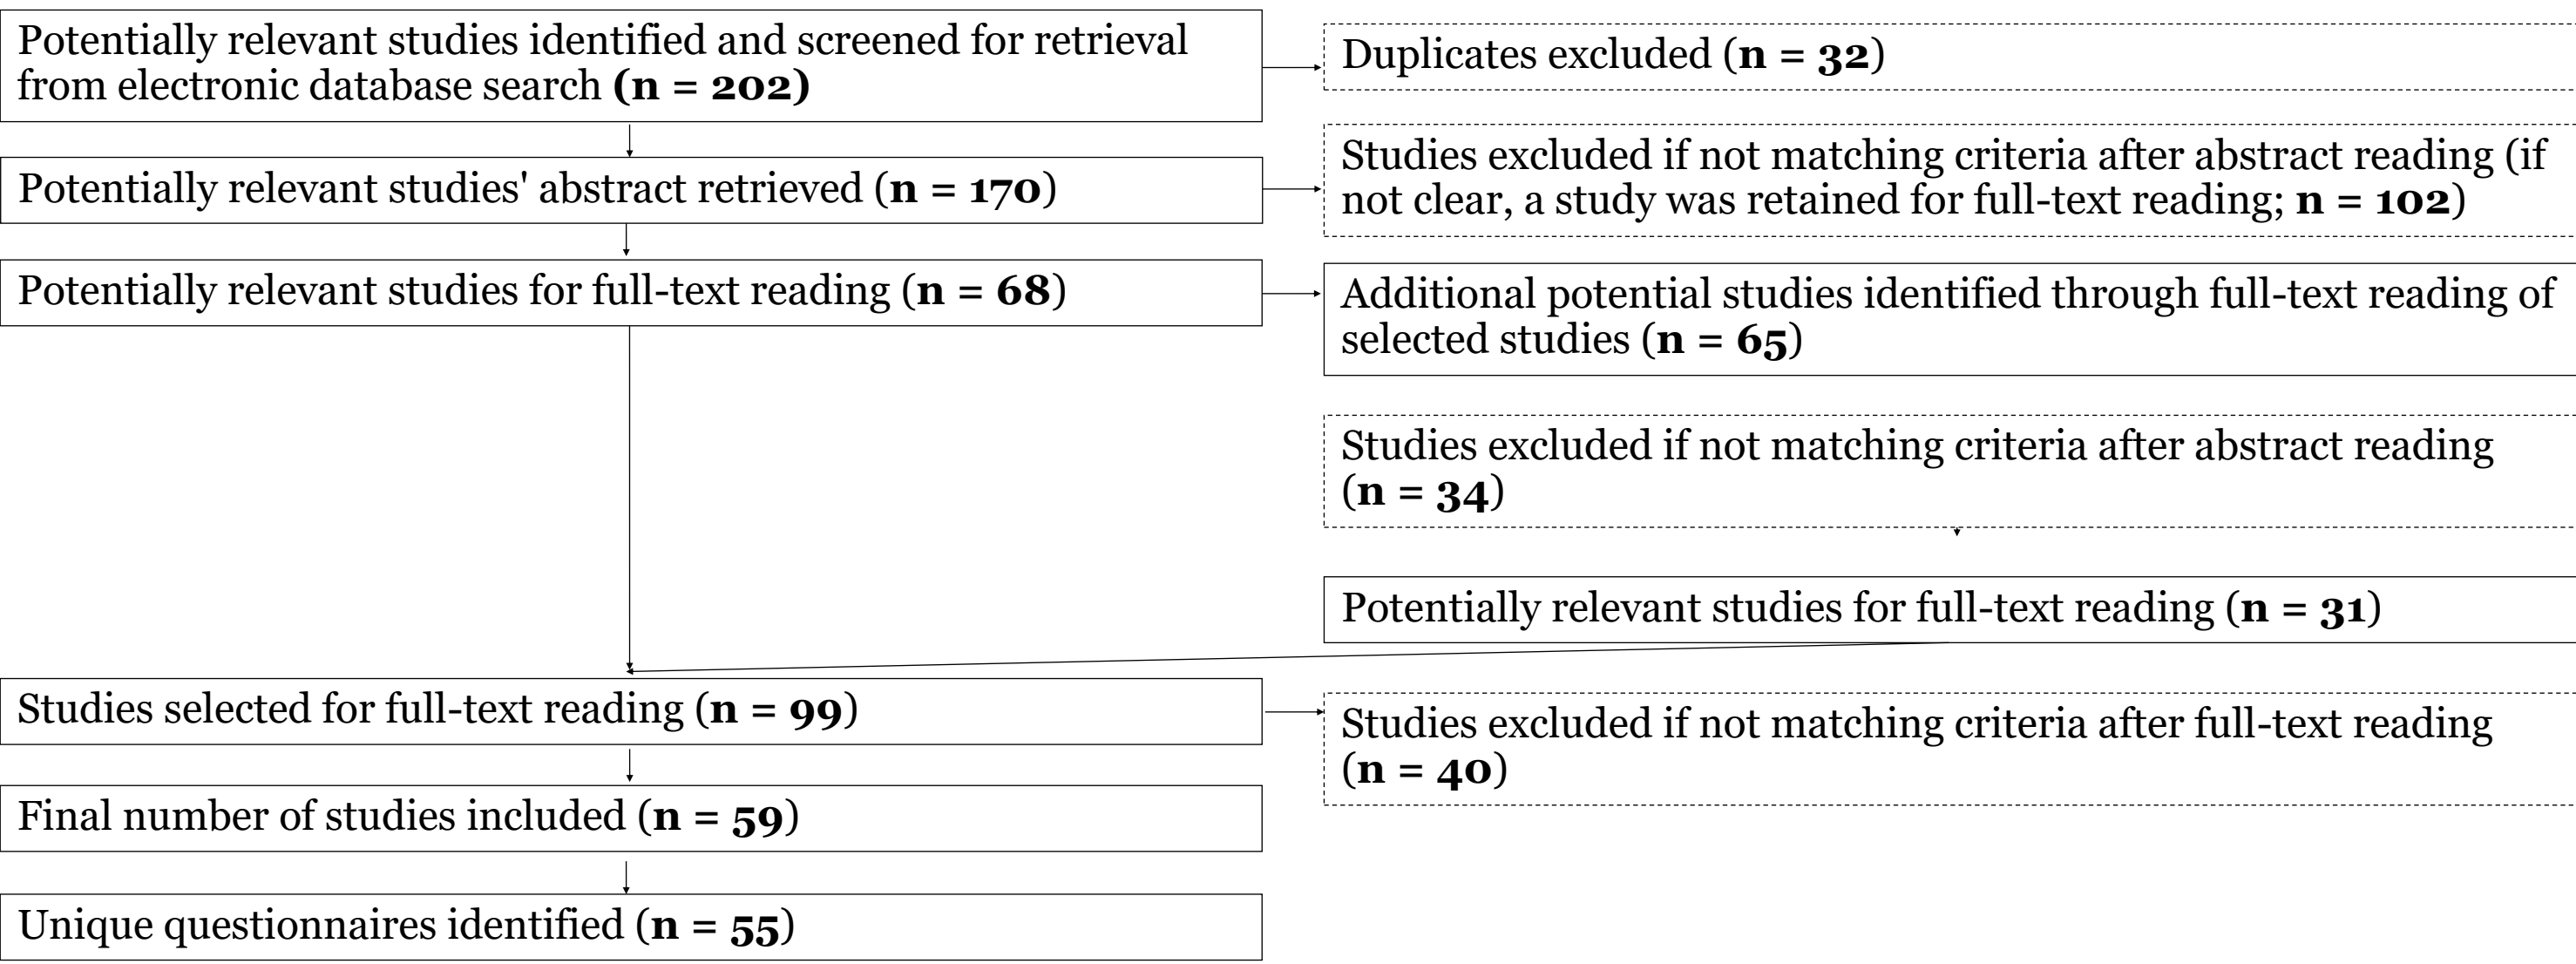 Potentially relevant studies identified and screened for retrieval
from electronic database search (n = 202)
Duplicates excluded (n = 32)
Potentially relevant studies' abstract retrieved (n = 170)
Studies excluded if not matching criteria after abstract reading (if
not clear, a study was retained for full-text reading; n = 102)
Potentially relevant studies for full-text reading (n = 68)
Additional potential studies identified through full-text reading of
selected studies (n = 65)
Studies excluded if not matching criteria after abstract reading
(n = 34)
Potentially relevant studies for full-text reading (n = 31)
Studies selected for full-text reading (n = 99)
Studies excluded if not matching criteria after full-text reading
(n = 40)
Final number of studies included (n = 59)
Unique questionnaires identified (n = 55)